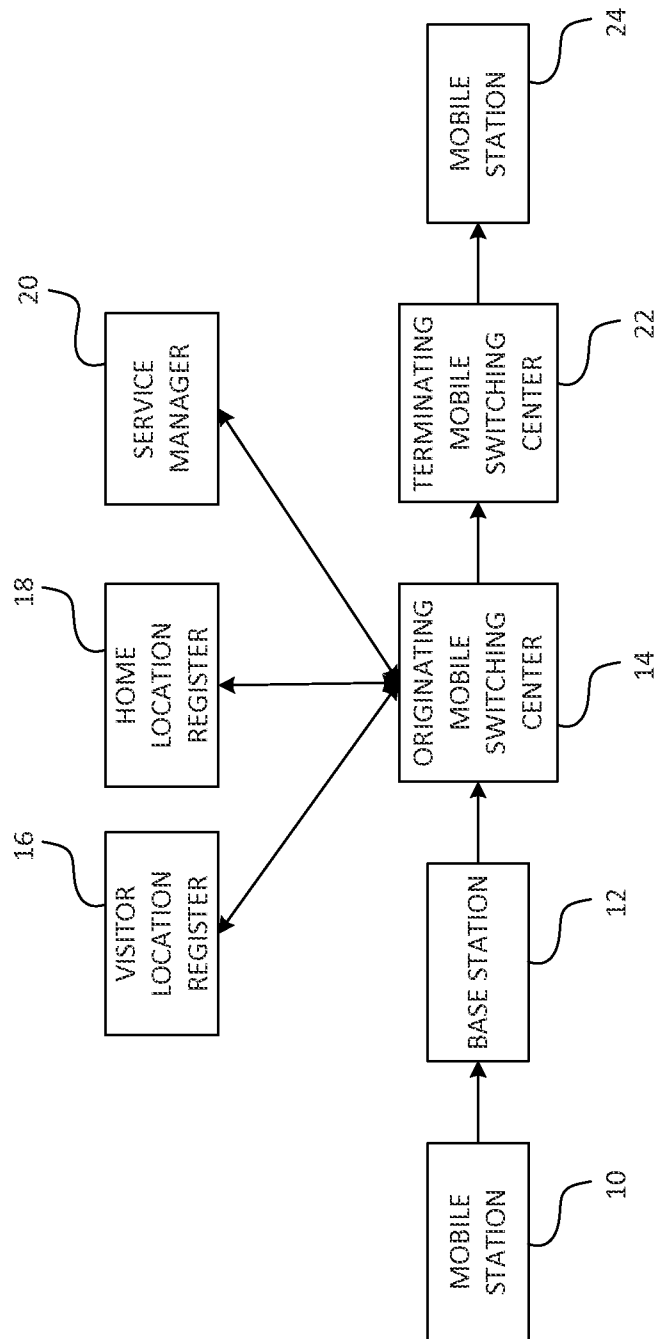 16
VISITOR
LOCATION
REGISTER
18
HOME
LOCATION
REGISTER
20
SERVICE
MANAGER
MOBILE
STATION
10
BASE STATION
12
ORIGINATING
MOBILE
SWITCHING
CENTER
14
TERMINATING
MOBILE
SWITCHING
CENTER
22
MOBILE
STATION
24